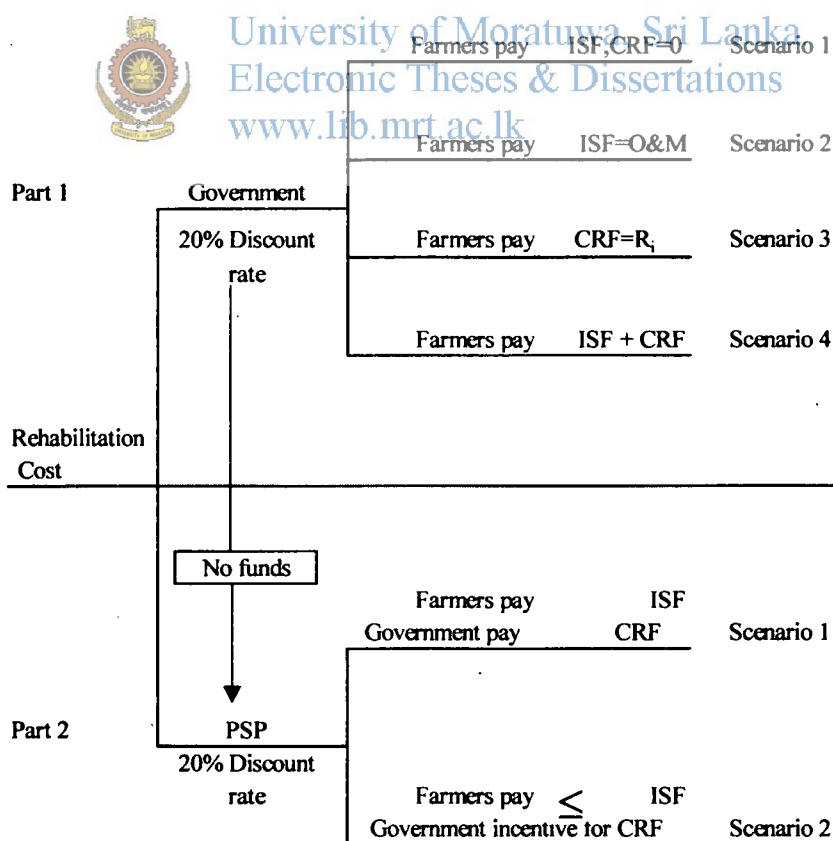 University of Moratuwa, Sri Lanka
Electronic Theses & Dissertations
www.lib.mrt.ac.lk
Farmers pay ISF,CRF=0 Scenario 1
Farmers pay ISF=O&M Scenario 2
Part 1 Government
20% Discount rate
Farmers pay CRF=Ri Scenario 3
Farmers pay ISF + CRF Scenario 4
Rehabilitation
Cost
No funds
Farmers pay ISF
Government pay CRF Scenario 1
Part 2 PSP
20% Discount
rate
Farmers pay ≤ ISF
Government incentive for CRF Scenario 2